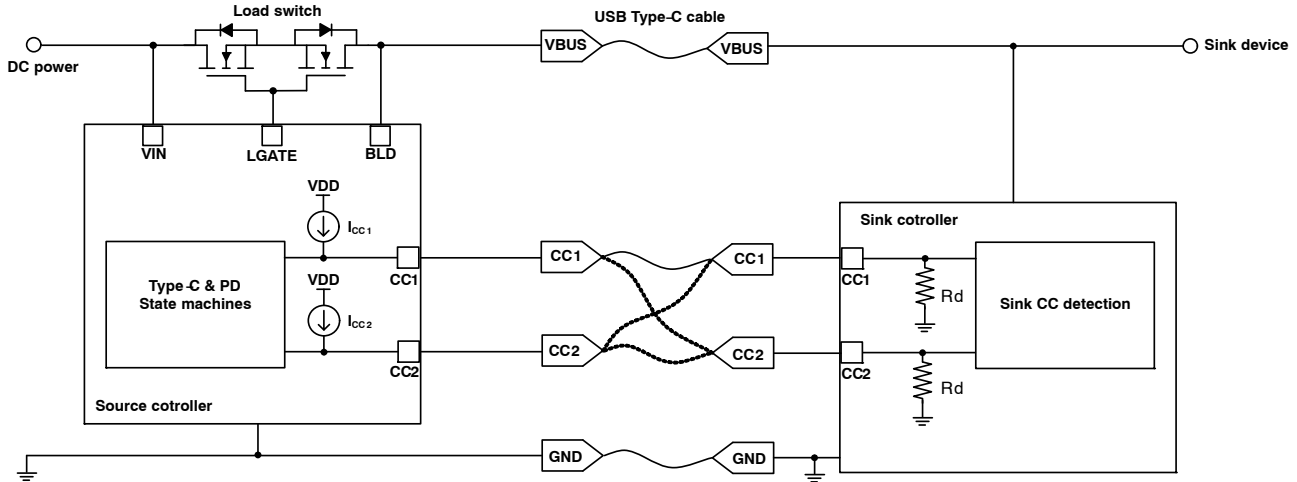 Load switch
USB Type-C cable
DC power
VBUS
VBUS
Sink device
VIN
LGATE
BLD
VDD
ICC1
Sink cotroller
CC1
CC1
CC1
CC1
Type-C & PD
State machines
VDD
ICC2
Rd
Sink CC detection
CC2
CC2
CC2
CC2
Rd
Source cotroller
GND
GND